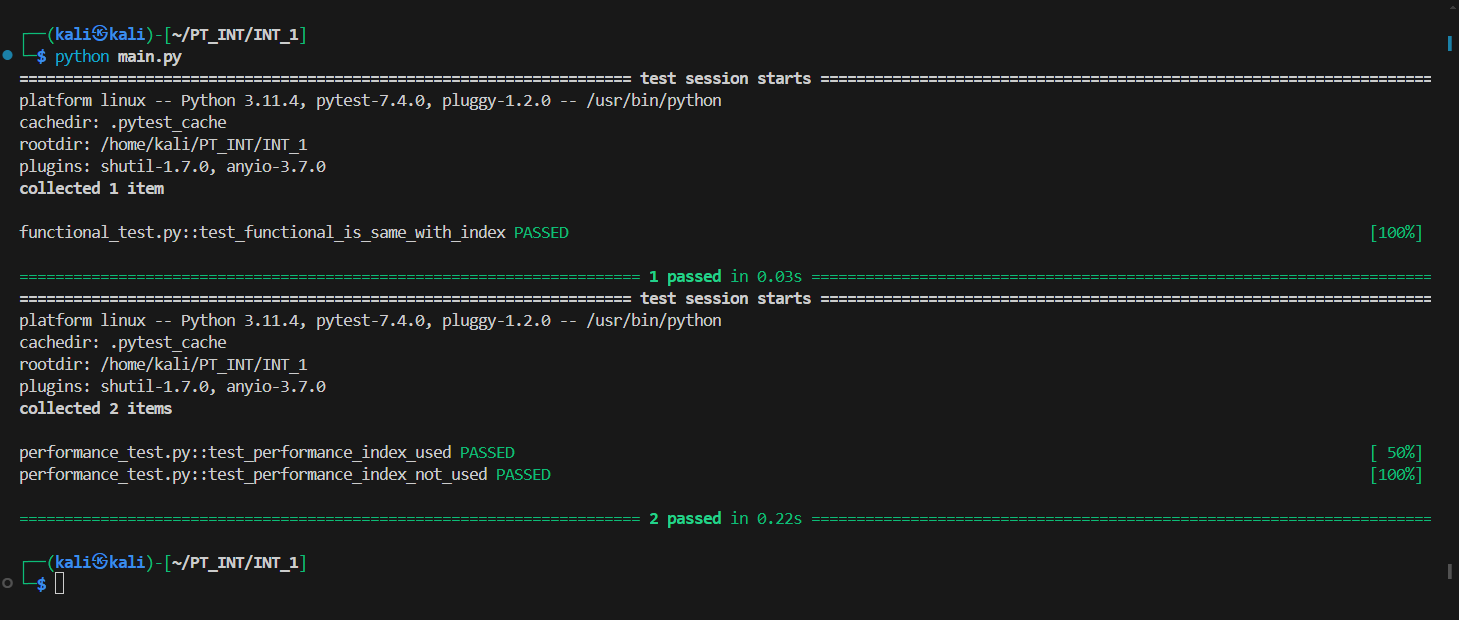 ┌──(kali㉿kali)-[~/PT_INT/INT_1]
└─$ python main.py
==================================================================== test session starts ====================================================================
platform linux -- Python 3.11.4, pytest-7.4.0, pluggy-1.2.0 -- /usr/bin/python
cachedir: .pytest_cache
rootdir: /home/kali/PT_INT/INT_1
plugins: shutil-1.7.0, anyio-3.7.0
collected 1 item
functional_test.py::test_functional_is_same_with_index PASSED [100%]
===================================================================== 1 passed in 0.03s =====================================================================
==================================================================== test session starts ====================================================================
platform linux -- Python 3.11.4, pytest-7.4.0, pluggy-1.2.0 -- /usr/bin/python
cachedir: .pytest_cache
rootdir: /home/kali/PT_INT/INT_1
plugins: shutil-1.7.0, anyio-3.7.0
collected 2 items
performance_test.py::test_performance_index_used PASSED [ 50%]
performance_test.py::test_performance_index_not_used PASSED [100%]
===================================================================== 2 passed in 0.22s =====================================================================
┌──(kali㉿kali)-[~/PT_INT/INT_1]
└─$